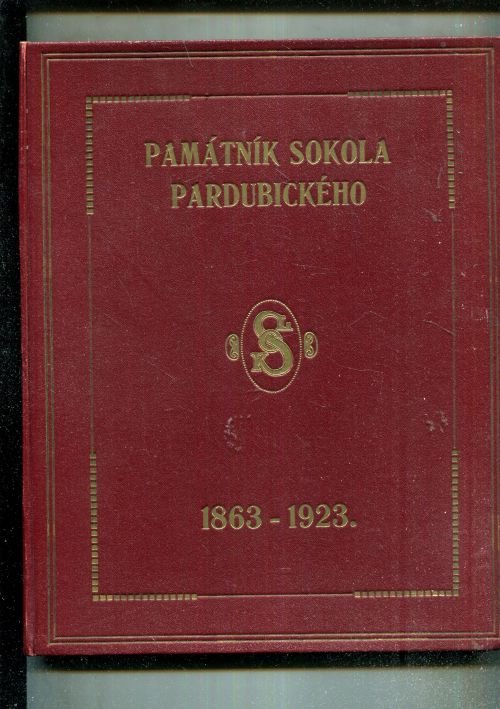 PAMÁTNÍK SOKOLA
PARDUBICKÉHO
1863 - 1923.